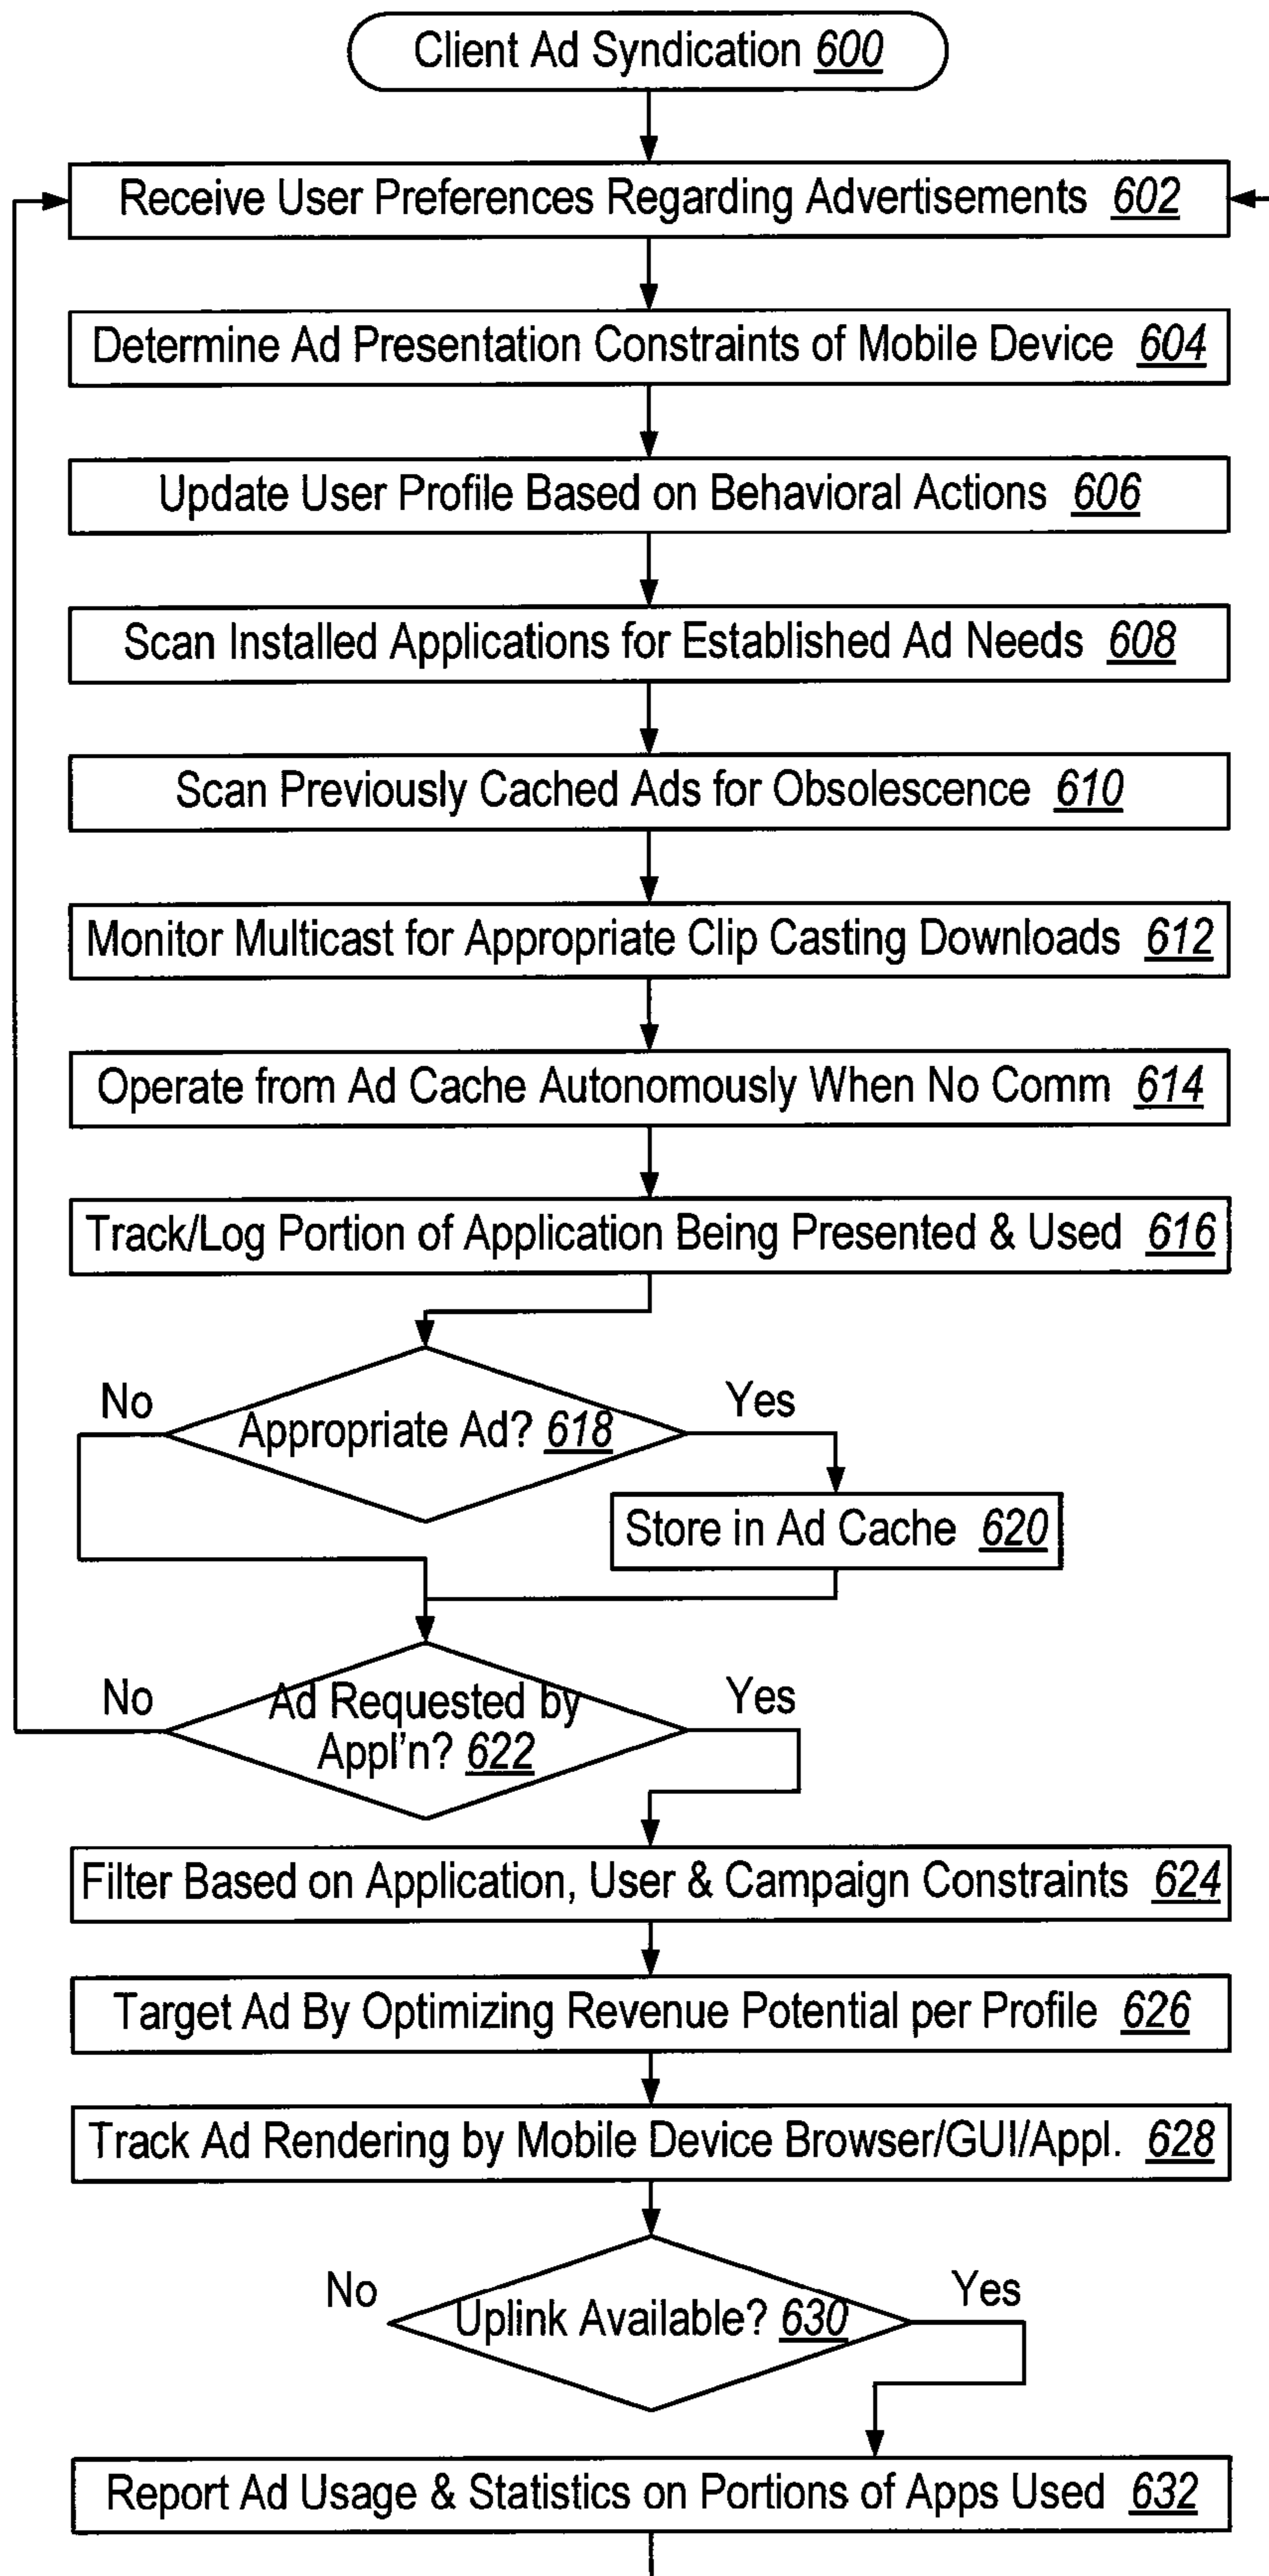 Client Ad Syndication 600
Receive User Preferences Regarding Advertisements 602
Determine Ad Presentation Constraints of Mobile Device 604
Update User Profile Based on Behavioral Actions 606
Scan Installed Applications for Established Ad Needs 608
Scan Previously Cached Ads for Obsolescence 610
Monitor Multicast for Appropriate Clip Casting Downloads 612
Operate from Ad Cache Autonomously When No Comm 614
Track/Log Portion of Application Being Presented & Used 616
No
Yes
Appropriate Ad? 618
Store in Ad Cache 620
No
Yes
Ad Requested by
Appl'n? 622
Filter Based on Application, User & Campaign Constraints 624
Target Ad By Optimizing Revenue Potential per Profile 626
Track Ad Rendering by Mobile Device Browser/GUI/Appl. 628
No
Yes
Uplink Available? 630
Report Ad Usage & Statistics on Portions of Apps Used 632